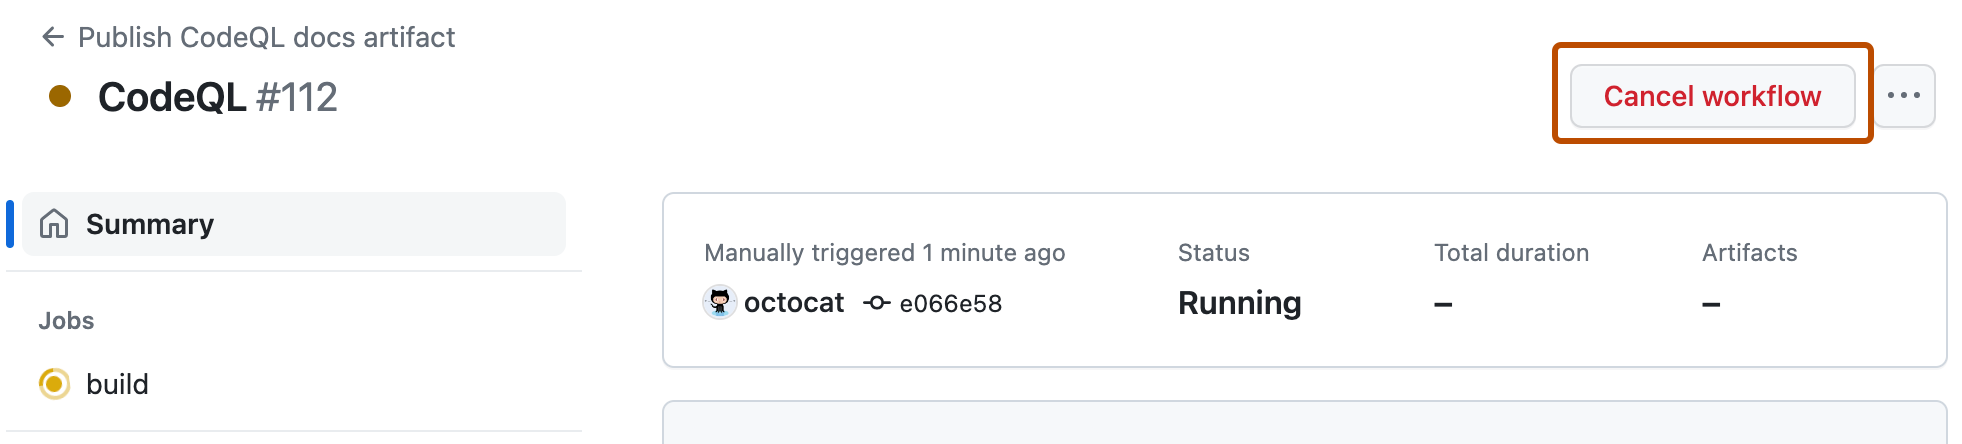 Publish CodeQL docs artifact
CodeQL #112
Cancel workflow
Summary
Jobs
build
Manually triggered 1 minute ago
octocat e066e58
Status
Running
Total duration
–
Artifacts
–